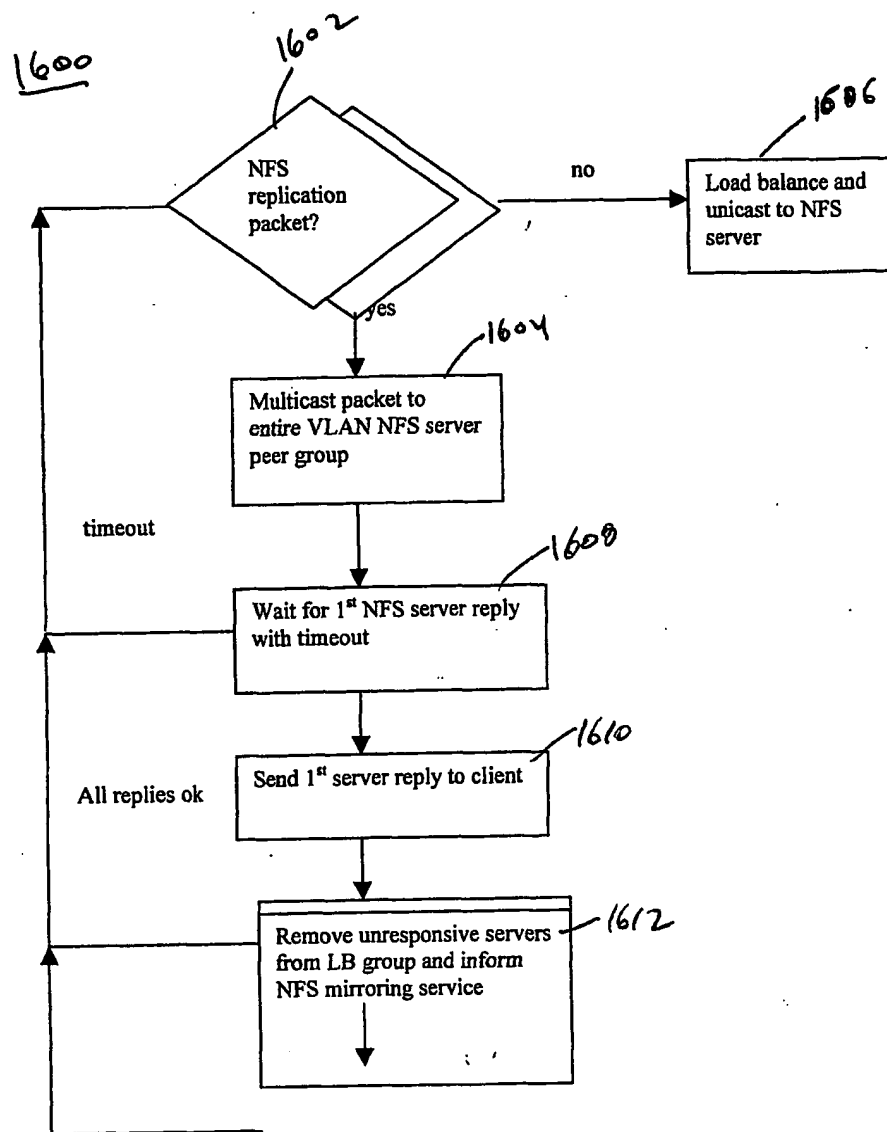 1600
1602
NFS
replication
packet?
no
1606
Load balance and
unicast to NFS
server
yes
1604
Multicast packet to
entire VLAN NFS server
peer group
timeout
1608
Wait for 1st NFS server reply
with timeout
1610
Send 1st server reply to client
All replies ok
1612
Remove unresponsive servers
from LB group and inform
NFS mirroring service